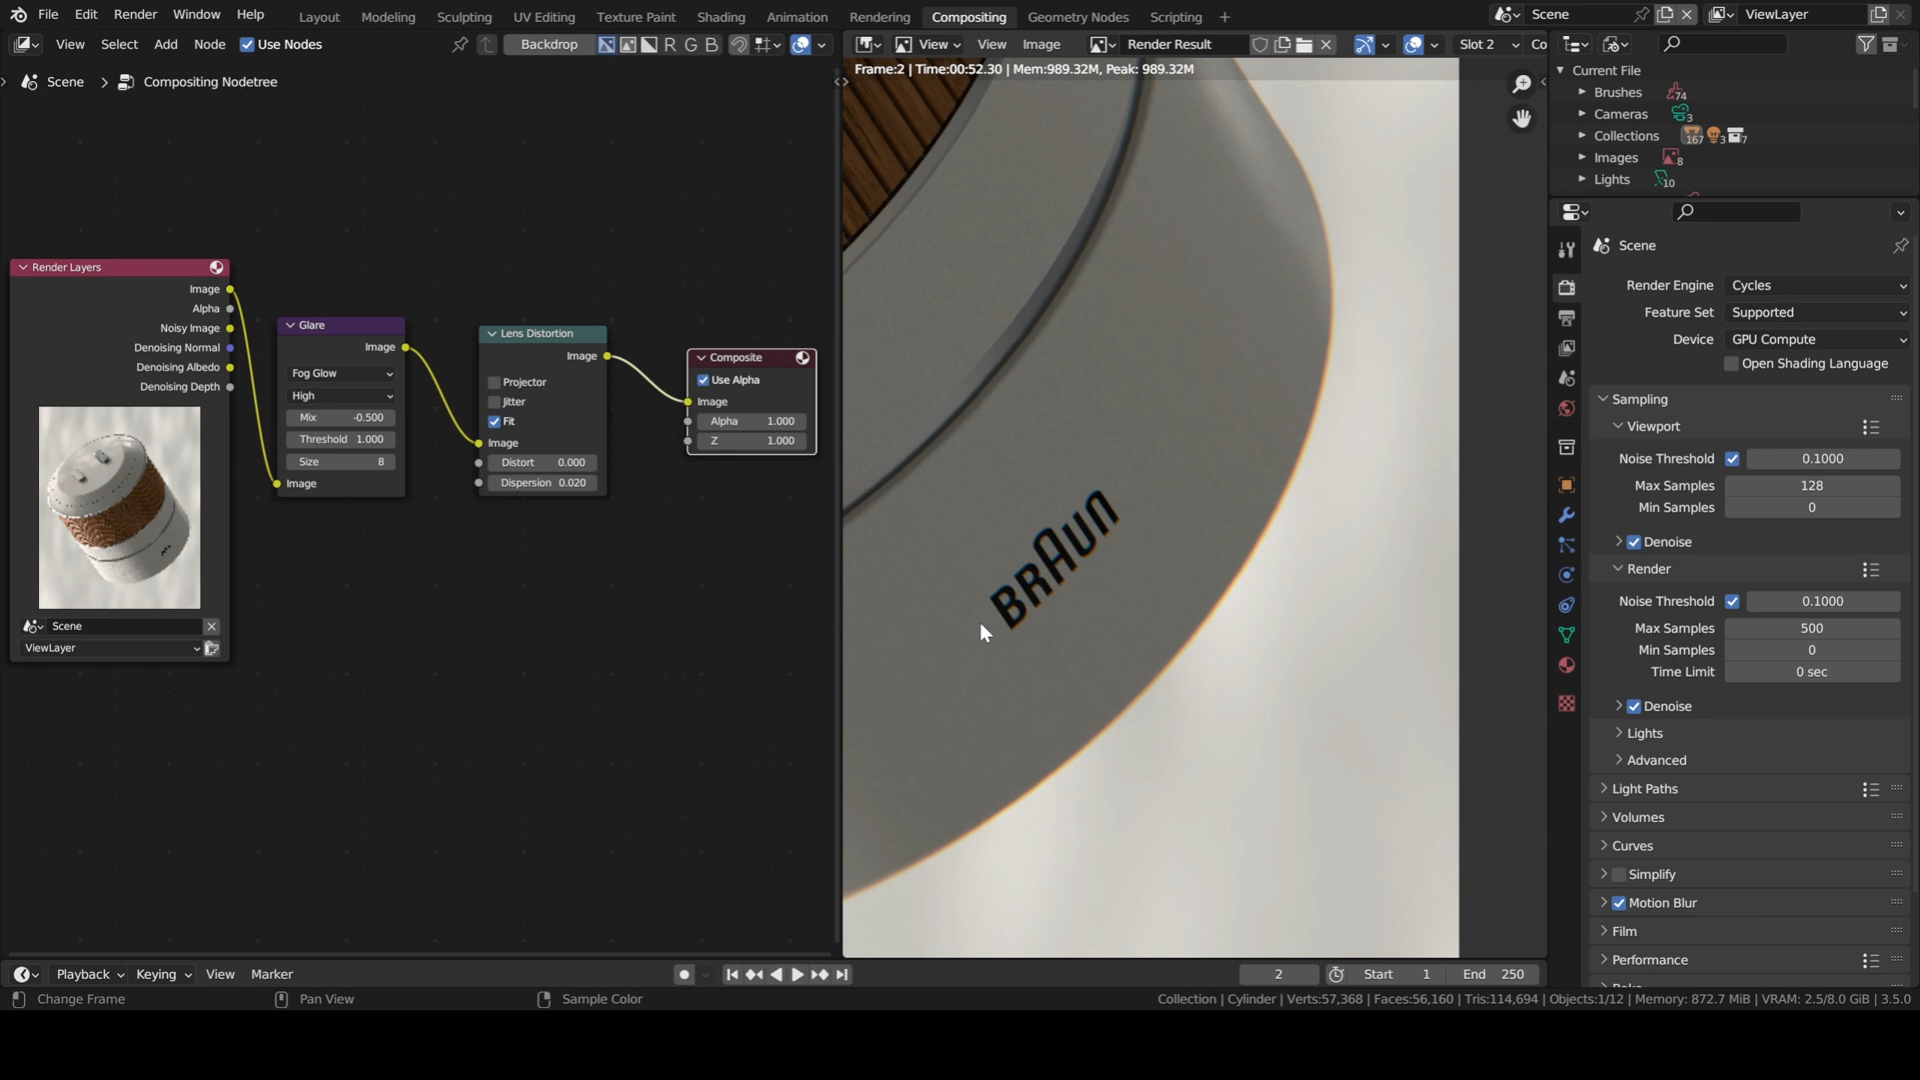 File Edit Render Window Help Layout Modeling Sculpting UV Editing Texture Paint Shading Animation Rendering Compositing Geometry Nodes Scripting + Scene ViewLayer
View Select Add Node Use Nodes Backdrop R G B View View Image Render Result Slot 2 Co
Frame:2 | Time:00:52.30 | Mem:989.32M, Peak: 989.32M
Scene > Compositing Nodetree
Render Layers
Image
Alpha
Noisy Image
Denoising Normal
Denoising Albedo
Denoising Depth
Scene
ViewLayer
Glare
Image
Fog Glow
High
Mix -0.500
Threshold 1.000
Size 8
Image
Lens Distortion
Image
Projector
Jitter
Fit
Image
Distort 0.000
Dispersion 0.020
Composite
Use Alpha
Image
Alpha 1.000
Z 1.000
BRAUN
Current File
Brushes 74
Cameras 3
Collections 167 3 7
Images 8
Lights 10
Scene
Render Engine Cycles
Feature Set Supported
Device GPU Compute
Open Shading Language
Sampling
Viewport
Noise Threshold 0.1000
Max Samples 128
Min Samples 0
Denoise
Render
Noise Threshold 0.1000
Max Samples 500
Min Samples 0
Time Limit 0 sec
Denoise
Lights
Advanced
Light Paths
Volumes
Curves
Simplify
Motion Blur
Film
Performance
Playback Keying View Marker 2 Start 1 End 250
Change Frame Pan View Sample Color Collection | Cylinder | Verts:57,368 | Faces:56,160 | Tris:114,694 | Objects:1/12 | Memory: 872.7 MiB | VRAM: 2.5/8.0 GiB | 3.5.0